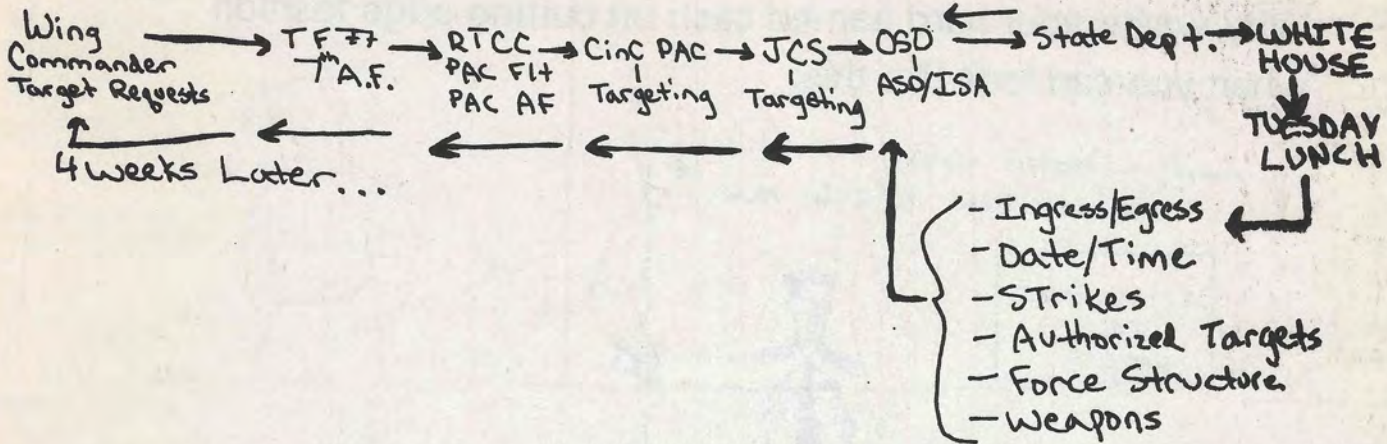 Wing
Commander
Target Requests
TF 77
7th A.F.
RTCC
PAC Flt
PAC AF
CinC PAC
Targeting
JCS
Targeting
OSD
ASD/ISA
State Dept.
WHITE
HOUSE
TUESDAY
LUNCH
4 weeks Later...
- Ingress/Egress
- Date/Time
- STrikes
- Authorized Targets
- Force Structure
- Weapons